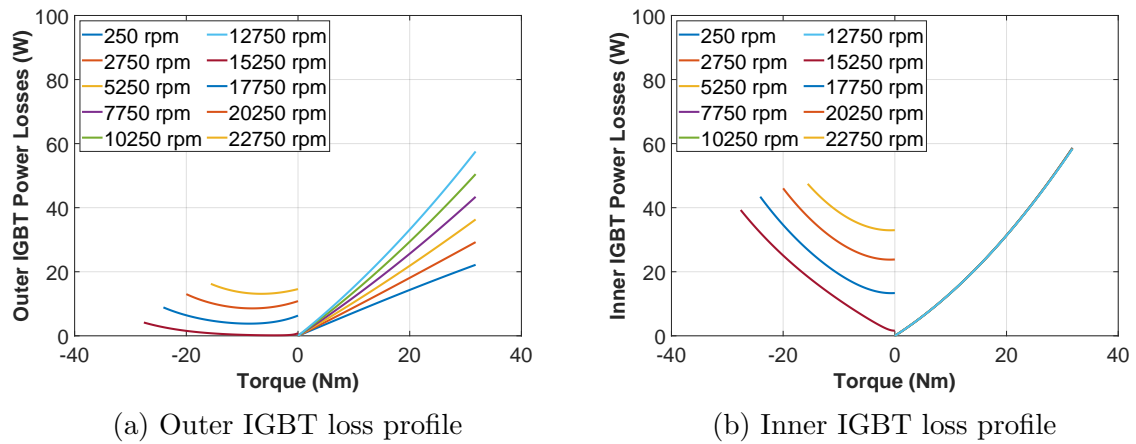 Outer IGBT Power Losses (W)
100
80
60
40
20
0
250 rpm
2750 rpm
5250 rpm
7750 rpm
10250 rpm
12750 rpm
15250 rpm
17750 rpm
20250 rpm
22750 rpm
-40
-20
0
20
40
Torque (Nm)
(a) Outer IGBT loss profile
Inner IGBT Power Losses (W)
100
80
60
40
20
0
250 rpm
2750 rpm
5250 rpm
7750 rpm
10250 rpm
12750 rpm
15250 rpm
17750 rpm
20250 rpm
22750 rpm
-40
-20
0
20
40
Torque (Nm)
(b) Inner IGBT loss profile